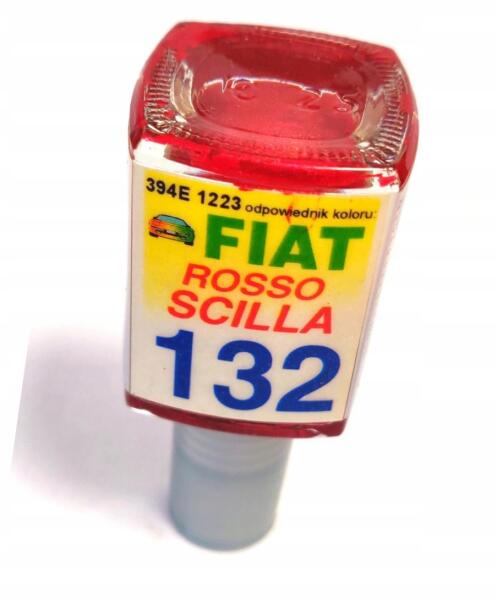 394E 1223 odpowiednik koloru:
FIAT
ROSSO
SCILLA
132